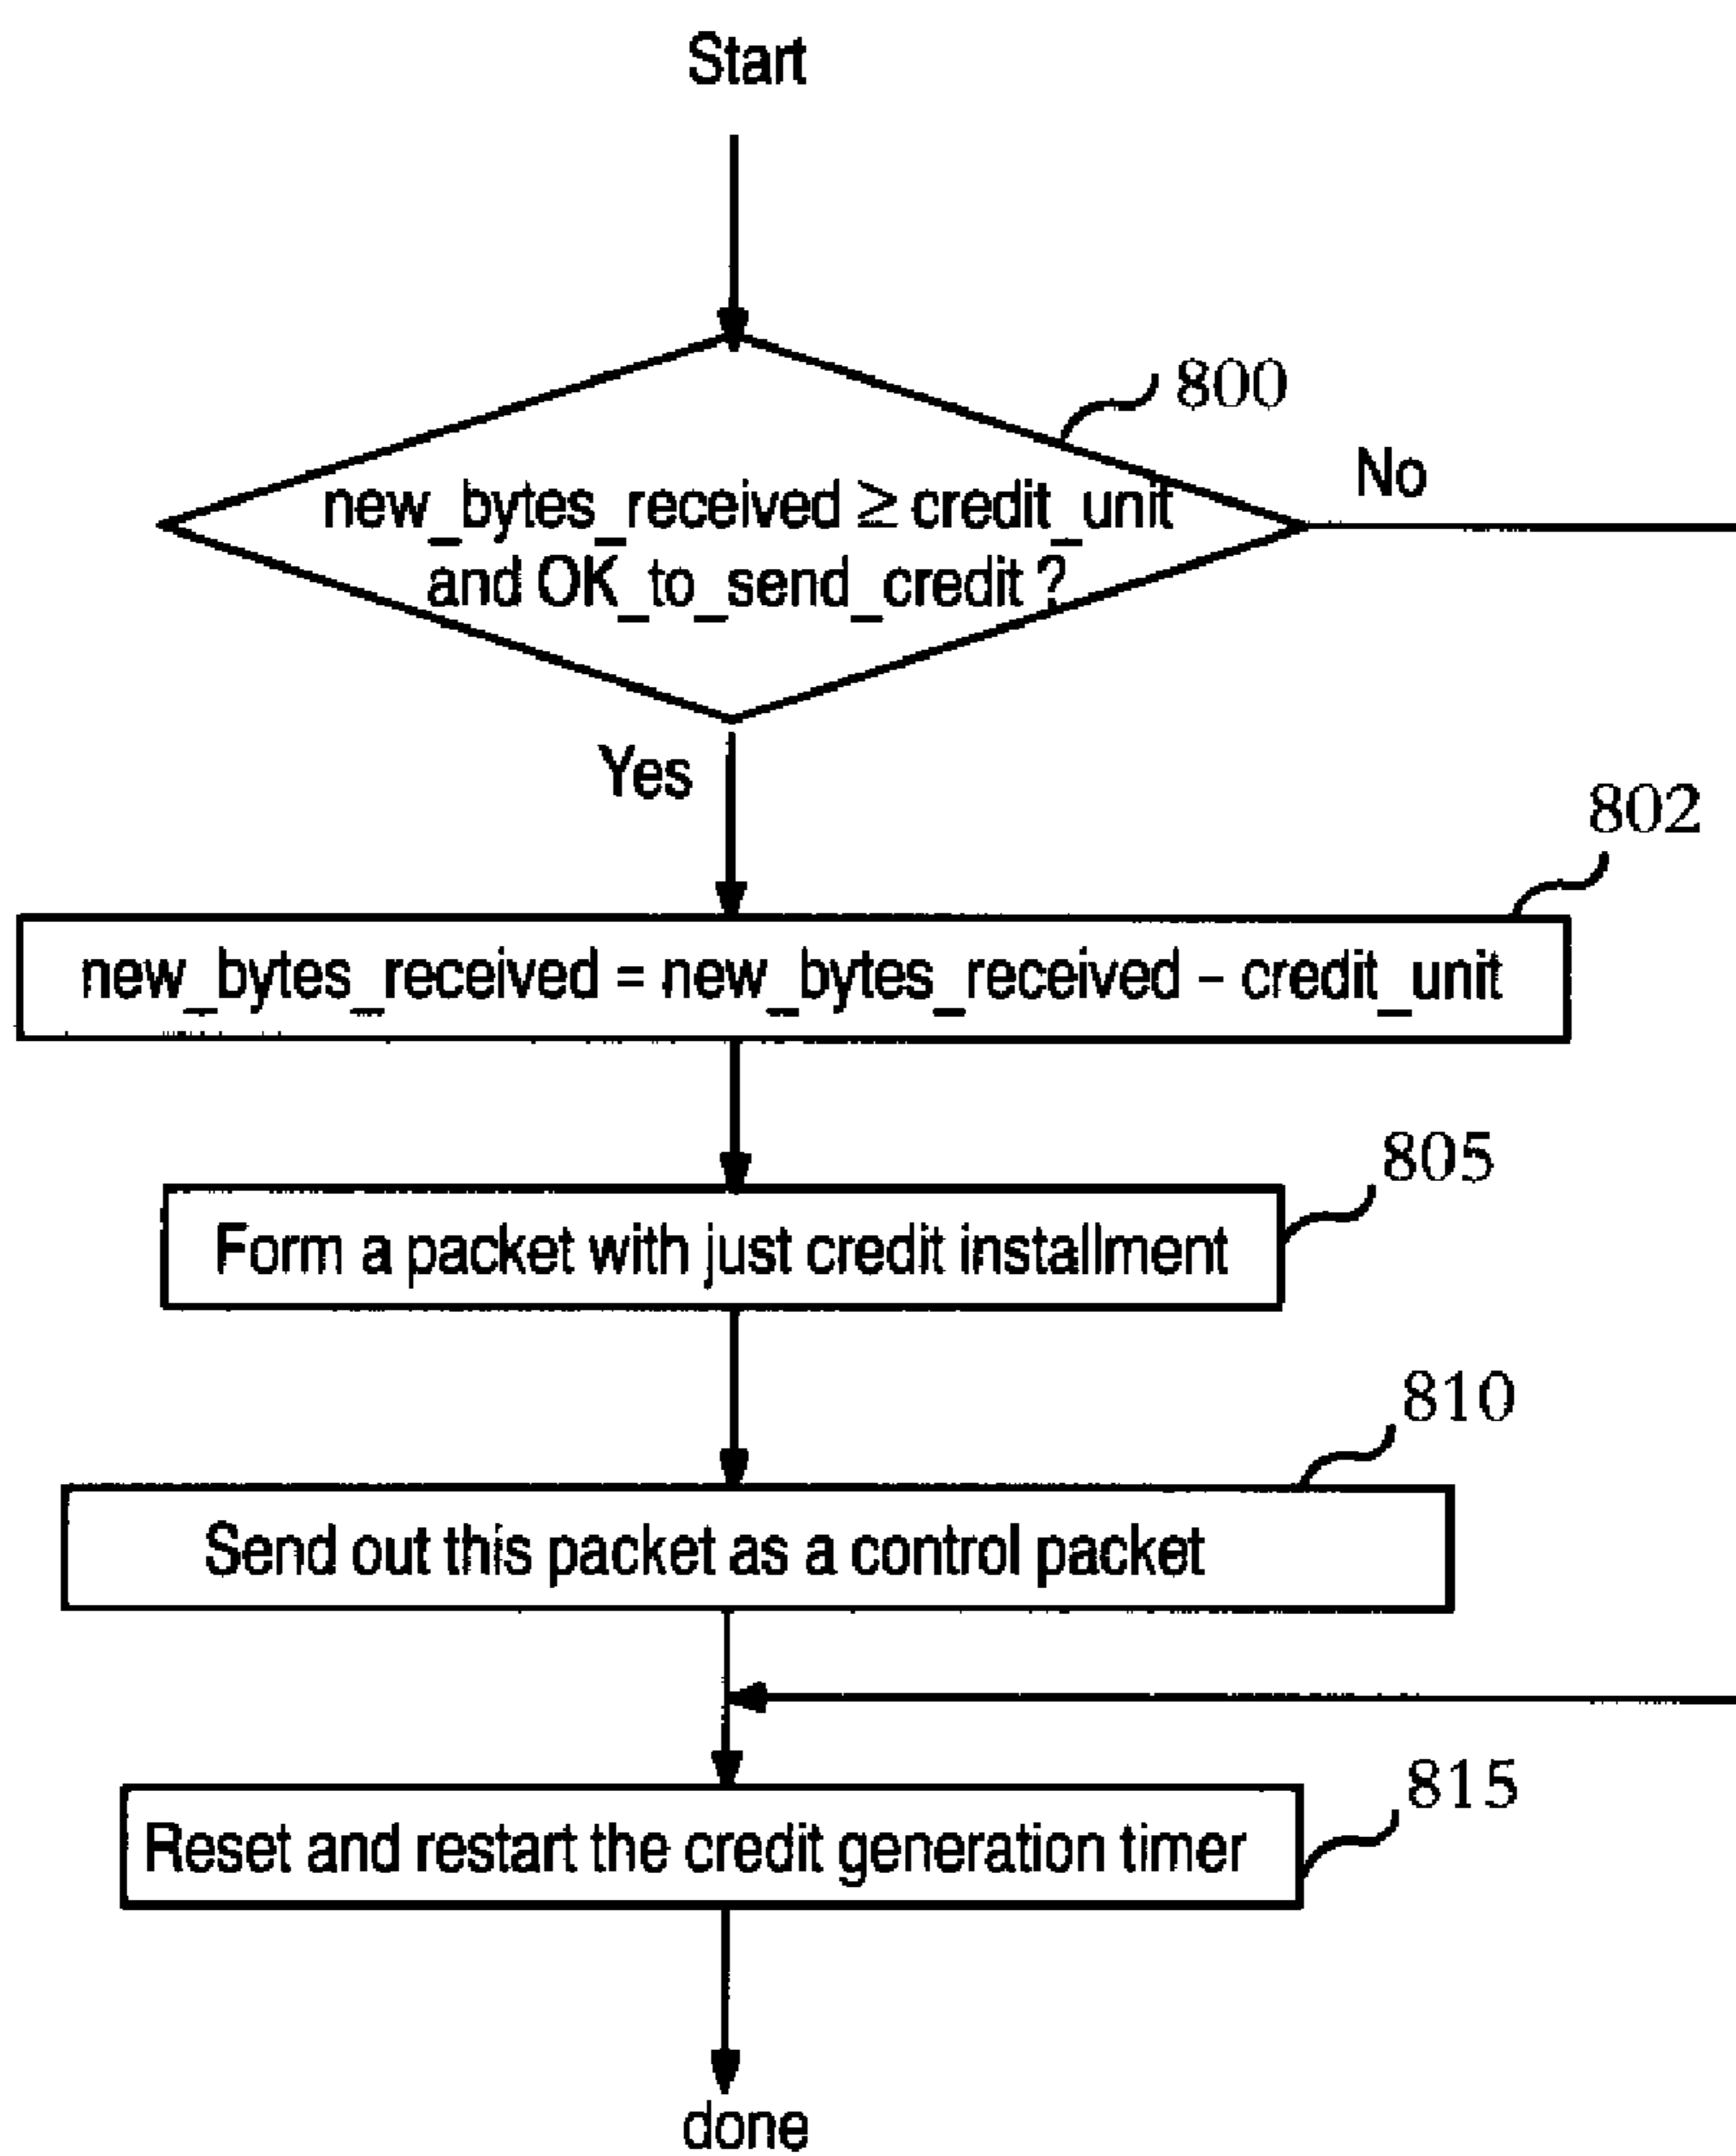 Start
800
No
new_bytes_received ≥ credit_unit
and OK_to_send_credit ?
Yes
802
new_bytes_received = new_bytes_received – credit_unit
805
Form a packet with just credit installment
810
Send out this packet as a control packet
815
Reset and restart the credit generation timer
done